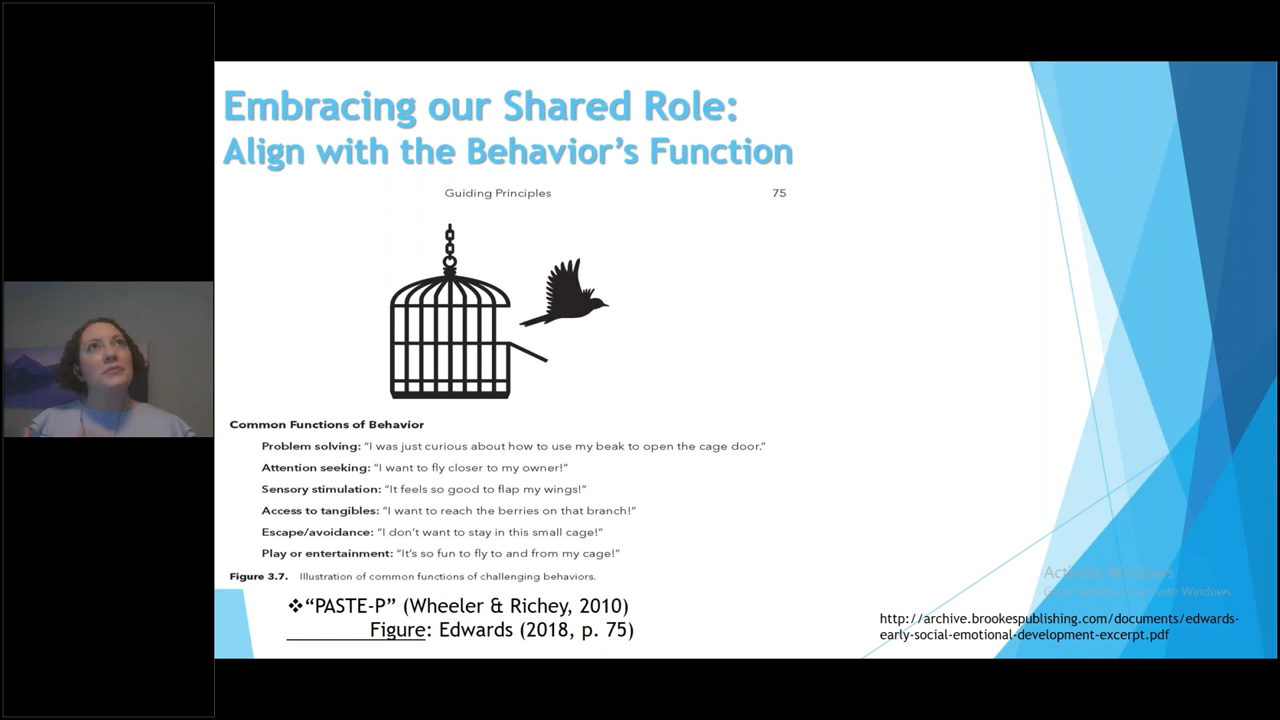 Embracing our Shared Role:
Align with the Behavior's Function
Guiding Principles 75
Common Functions of Behavior
Problem solving: “I was just curious about how to use my beak to open the cage door.”
Attention seeking: “I want to fly closer to my owner!”
Sensory stimulation: “It feels so good to flap my wings!”
Access to tangibles: “I want to reach the berries on that branch!”
Escape/avoidance: “I don’t want to stay in this small cage!”
Play or entertainment: “It’s so fun to fly to and from my cage!”
Figure 3.7. Illustration of common functions of challenging behaviors.
❖“PASTE-P” (Wheeler & Richey, 2010)
Figure: Edwards (2018, p. 75)
Activate Windows
Windows.
http://archive.brookespublishing.com/documents/edwards-
early-social-emotional-development-excerpt.pdf